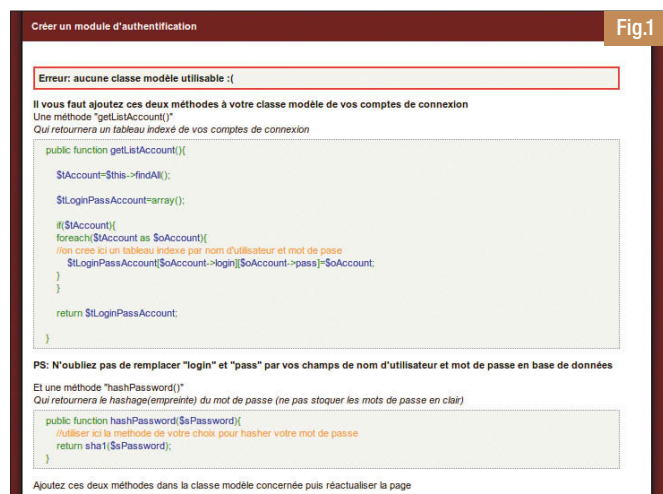 Créer un module d'authentification
Fig.1
Erreur: aucune classe modèle utilisable :(
Il vous faut ajoutez ces deux méthodes à votre classe modèle de vos comptes de connexion
Une méthode "getListAccount()"
Qui retournera un tableau indexé de vos comptes de connexion
public function getListAccount(){
$tAccount=$this->findAll();
$tLoginPassAccount=array();
if($tAccount){
foreach($tAccount as $oAccount){
//on cree ici un tableau indexe par nom d'utilisateur et mot de pase
$tLoginPassAccount[$oAccount->login][$oAccount->pass]=$oAccount;
}
}
return $tLoginPassAccount;
}
PS: N'oubliez pas de remplacer "login" et "pass" par vos champs de nom d'utilisateur et mot de passe en base de données
Et une méthode "hashPassword()"
Qui retournera le hashage(empreinte) du mot de passe (ne pas stoquer les mots de passe en clair)
public function hashPassword($sPassword){
//utiliser ici la methode de votre choix pour hasher votre mot de passe
return sha1($sPassword);
}
Ajoutez ces deux méthodes dans la classe modèle concernée puis réactualiser la page